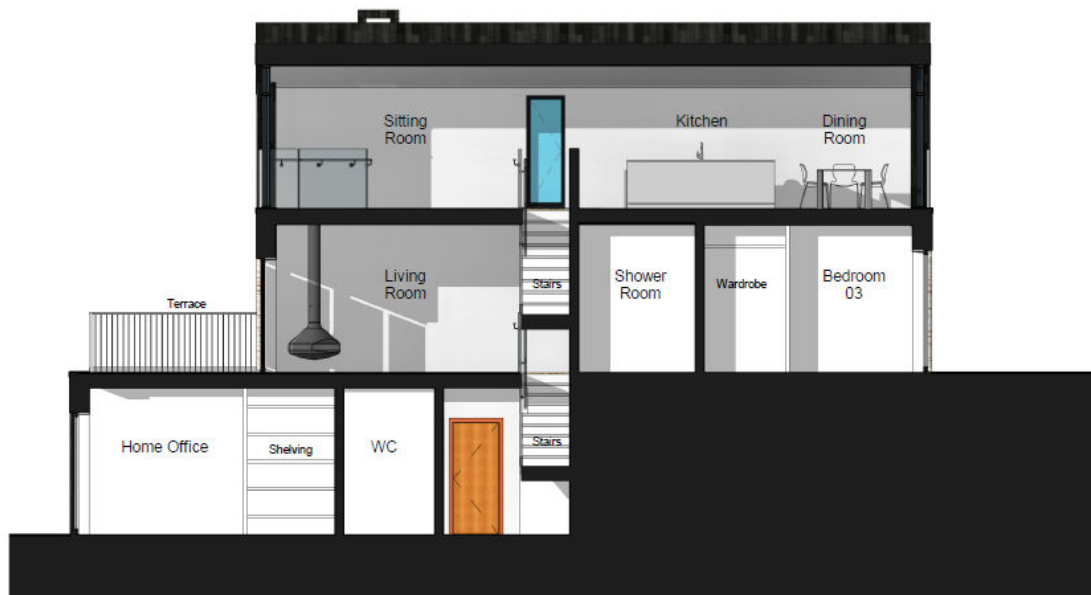 Sitting
Room
Kitchen
Dining
Room
Living
Room
Stairs
Shower
Room
Wardrobe
Bedroom
03
Terrace
Home Office
Shelving
WC
Stairs